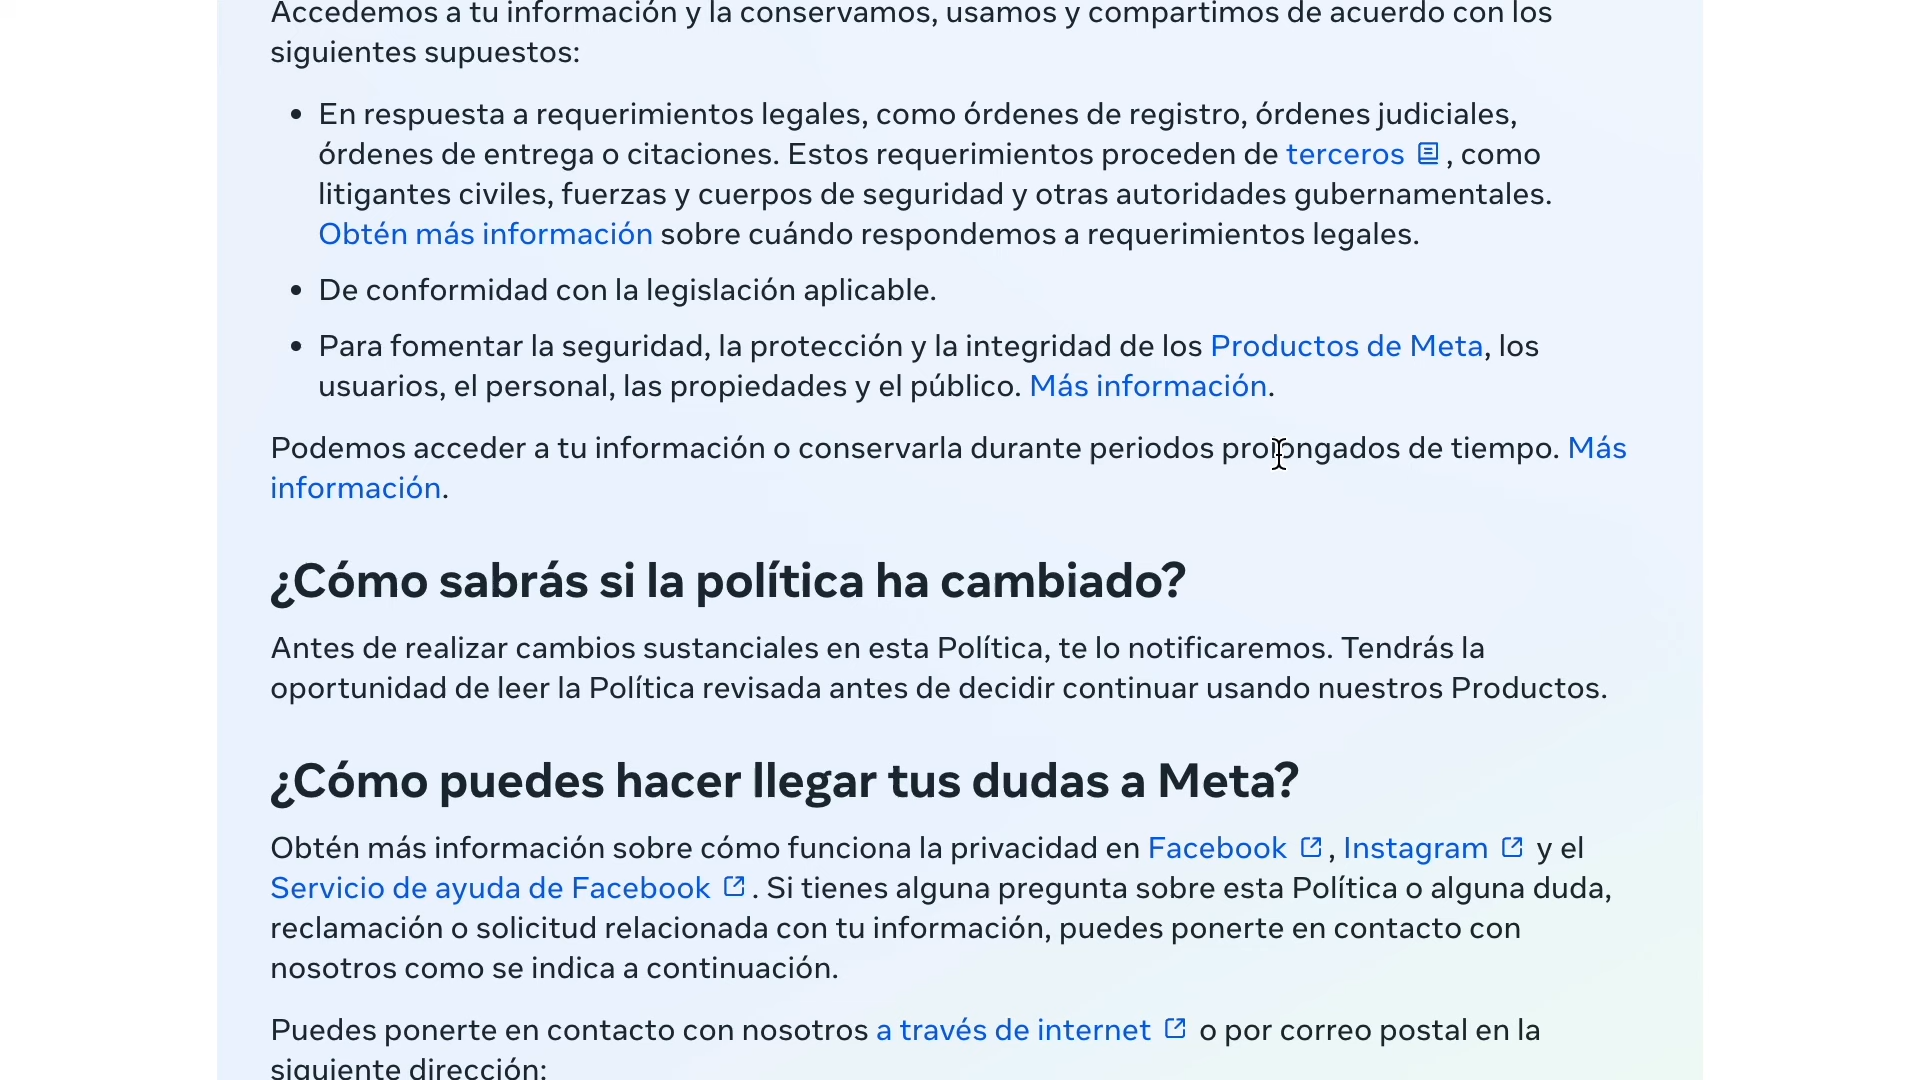 Accedemos a tu información y la conservamos, usamos y compartimos de acuerdo con los
siguientes supuestos:
• En respuesta a requerimientos legales, como órdenes de registro, órdenes judiciales,
órdenes de entrega o citaciones. Estos requerimientos proceden de terceros , como
litigantes civiles, fuerzas y cuerpos de seguridad y otras autoridades gubernamentales.
Obtén más información sobre cuándo respondemos a requerimientos legales.
• De conformidad con la legislación aplicable.
• Para fomentar la seguridad, la protección y la integridad de los Productos de Meta, los
usuarios, el personal, las propiedades y el público. Más información.
Podemos acceder a tu información o conservarla durante periodos prolongados de tiempo. Más
información.
¿Cómo sabrás si la política ha cambiado?
Antes de realizar cambios sustanciales en esta Política, te lo notificaremos. Tendrás la
oportunidad de leer la Política revisada antes de decidir continuar usando nuestros Productos.
¿Cómo puedes hacer llegar tus dudas a Meta?
Obtén más información sobre cómo funciona la privacidad en Facebook , Instagram y el
Servicio de ayuda de Facebook . Si tienes alguna pregunta sobre esta Política o alguna duda,
reclamación o solicitud relacionada con tu información, puedes ponerte en contacto con
nosotros como se indica a continuación.
Puedes ponerte en contacto con nosotros a través de internet o por correo postal en la
siguiente dirección: